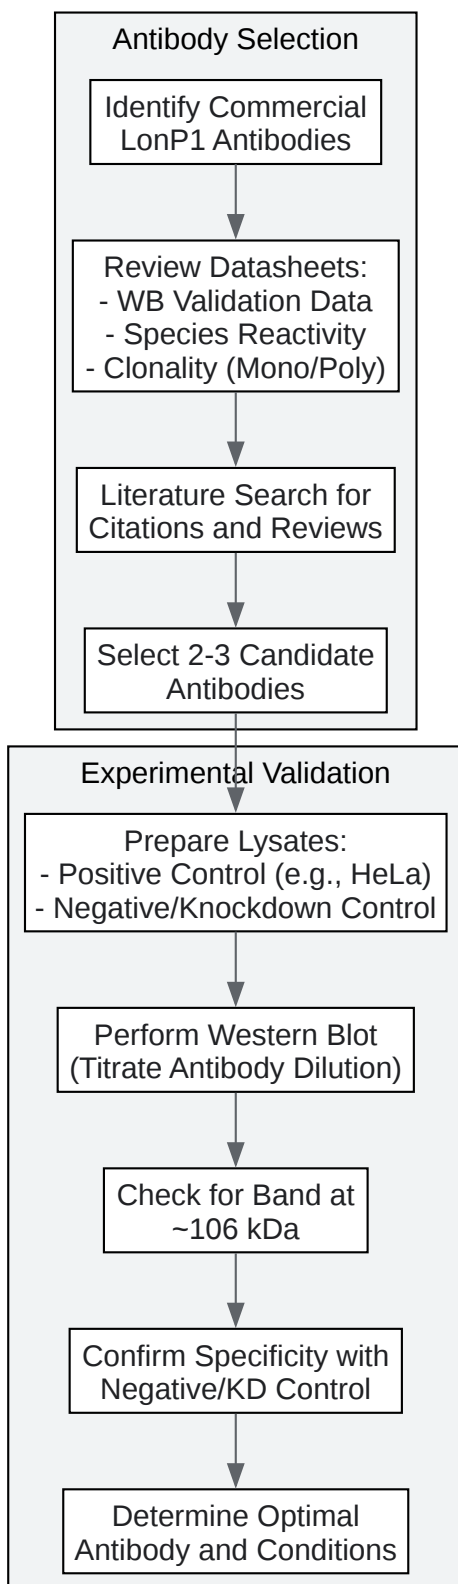 Antibody Selection
Identify Commercial
LonP1 Antibodies
Review Datasheets:
- WB Validation Data
- Species Reactivity
- Clonality (Mono/Poly)
Literature Search for
Citations and Reviews
Select 2-3 Candidate
Antibodies
Experimental Validation
Prepare Lysates:
- Positive Control (e.g., HeLa)
- Negative/Knockdown Control
Perform Western Blot
(Titrate Antibody Dilution)
Check for Band at
~106 kDa
Confirm Specificity with
Negative/KD Control
Determine Optimal
Antibody and Conditions